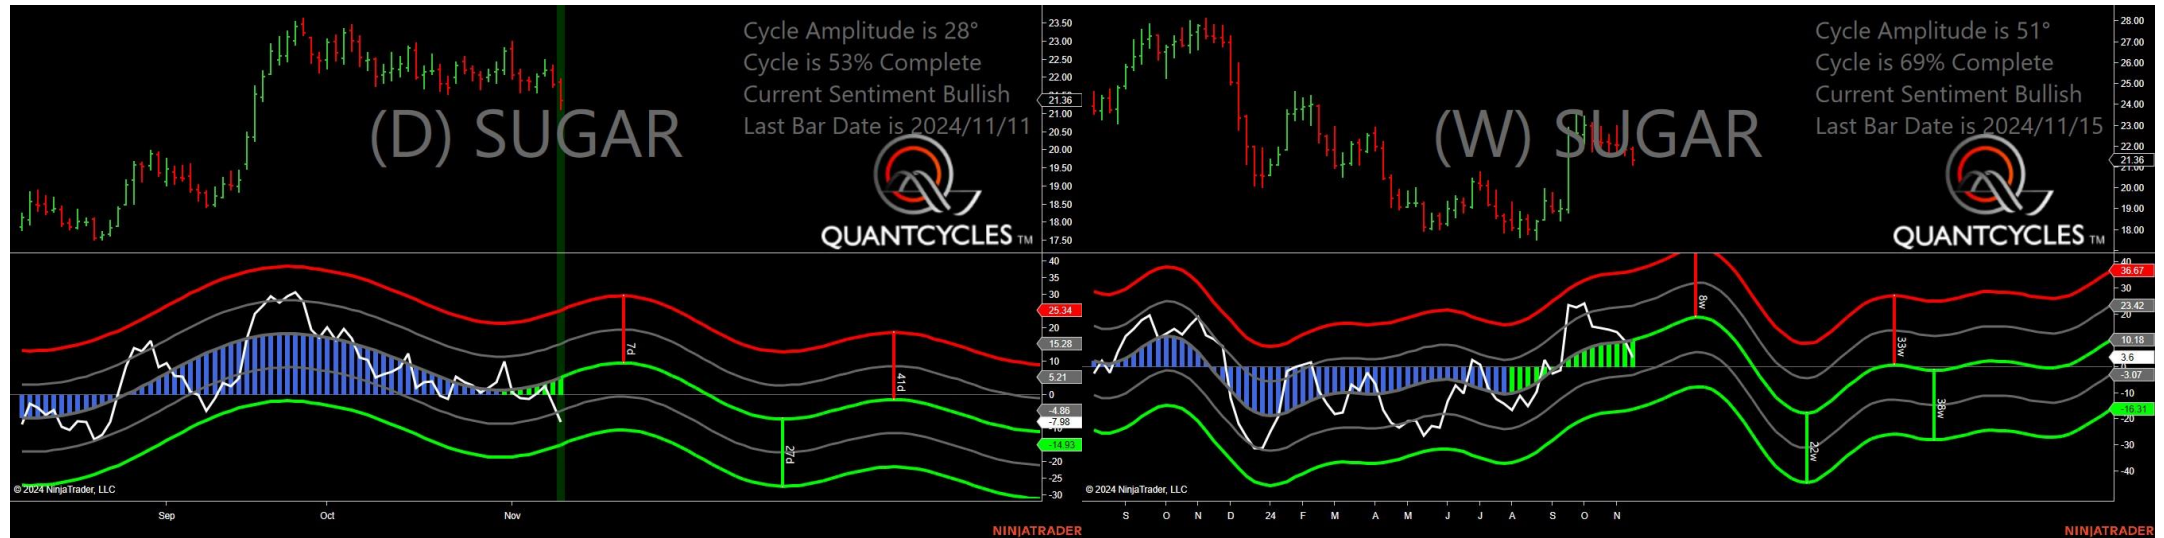 Cycle Amplitude is 28°
Cycle is 53% Complete
Current Sentiment Bullish
Last Bar Date is 2024/11/11
(D) SUGAR
QUANTCYCLES TM
23.50
23.00
22.50
22.00
21.36
21.00
20.50
20.00
19.50
19.00
18.50
18.00
17.50
40
35
30
25.34
20
15.28
10
5.21
0
-4.86
-7.98
-14.93
-20
-25
-30
7d
27d
41d
© 2024 NinjaTrader, LLC
Sep Oct Nov
NINJATRADER
Cycle Amplitude is 51°
Cycle is 69% Complete
Current Sentiment Bullish
Last Bar Date is 2024/11/15
(W) SUGAR
QUANTCYCLES TM
28.00
27.00
26.00
25.00
24.00
23.00
22.00
21.36
21.00
20.00
19.00
18.00
40
36.67
30
23.42
20
10.18
3.6
-3.07
-10
-16.31
-20
-30
-40
8w
22w
33w
38w
© 2024 NinjaTrader, LLC
S O N D 24 F M A M J J A S O N
NINJATRADER